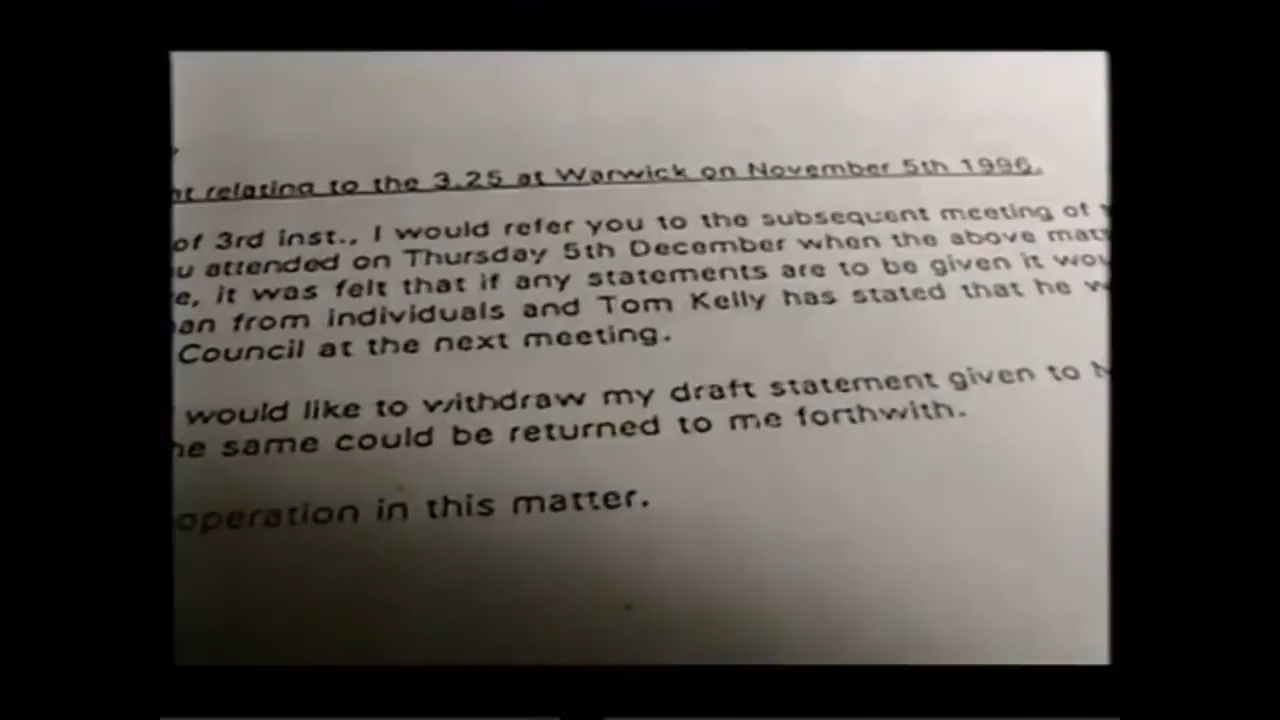 relating to the 3.25 at Warwick on November 5th 1996.
of 3rd inst., I would refer you to the subsequent meeting of
attended on Thursday 5th December when the above
it was felt that if any statements are to be given it
from individuals and Tom Kelly has stated that he
Council at the next meeting.
would like to withdraw my draft statement given to
same could be returned to me forthwith.
operation in this matter.